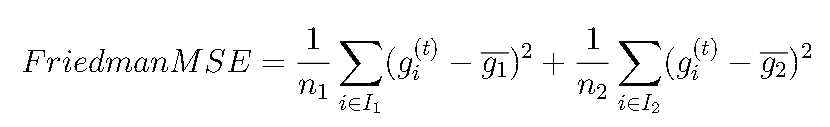 $FriedmanMSE = \frac{1}{n_1} \sum_{i \in I_1} (g_i^{(t)} - \overline{g_1})^2 + \frac{1}{n_2} \sum_{i \in I_2} (g_i^{(t)} - \overline{g_2})^2$